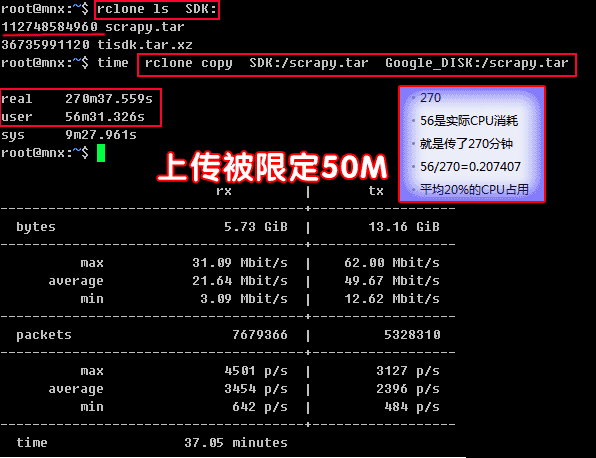 root@mnx:~$ rclone ls  SDK:
112748584960 scrapy.tar
36735991120 tisdk.tar.xz
root@mnx:~$ time  rclone copy  SDK:/scrapy.tar  Google_DISK:/scrapy.tar
real    270m37.559s
user    56m31.326s
sys     9m27.961s
root@mnx:~$
• 270
• 56是实际CPU消耗
• 就是传了270分钟
• 56/270=0.207407
• 平均20%的CPU占用
上传被限定50M
rx | tx
bytes 5.73 GiB | 13.16 GiB
max 31.09 Mbit/s | 62.00 Mbit/s
average 21.64 Mbit/s | 49.67 Mbit/s
min 3.09 Mbit/s | 12.62 Mbit/s
packets 7679366 | 5328310
max 4501 p/s | 3127 p/s
average 3454 p/s | 2396 p/s
min 642 p/s | 484 p/s
time 37.05 minutes